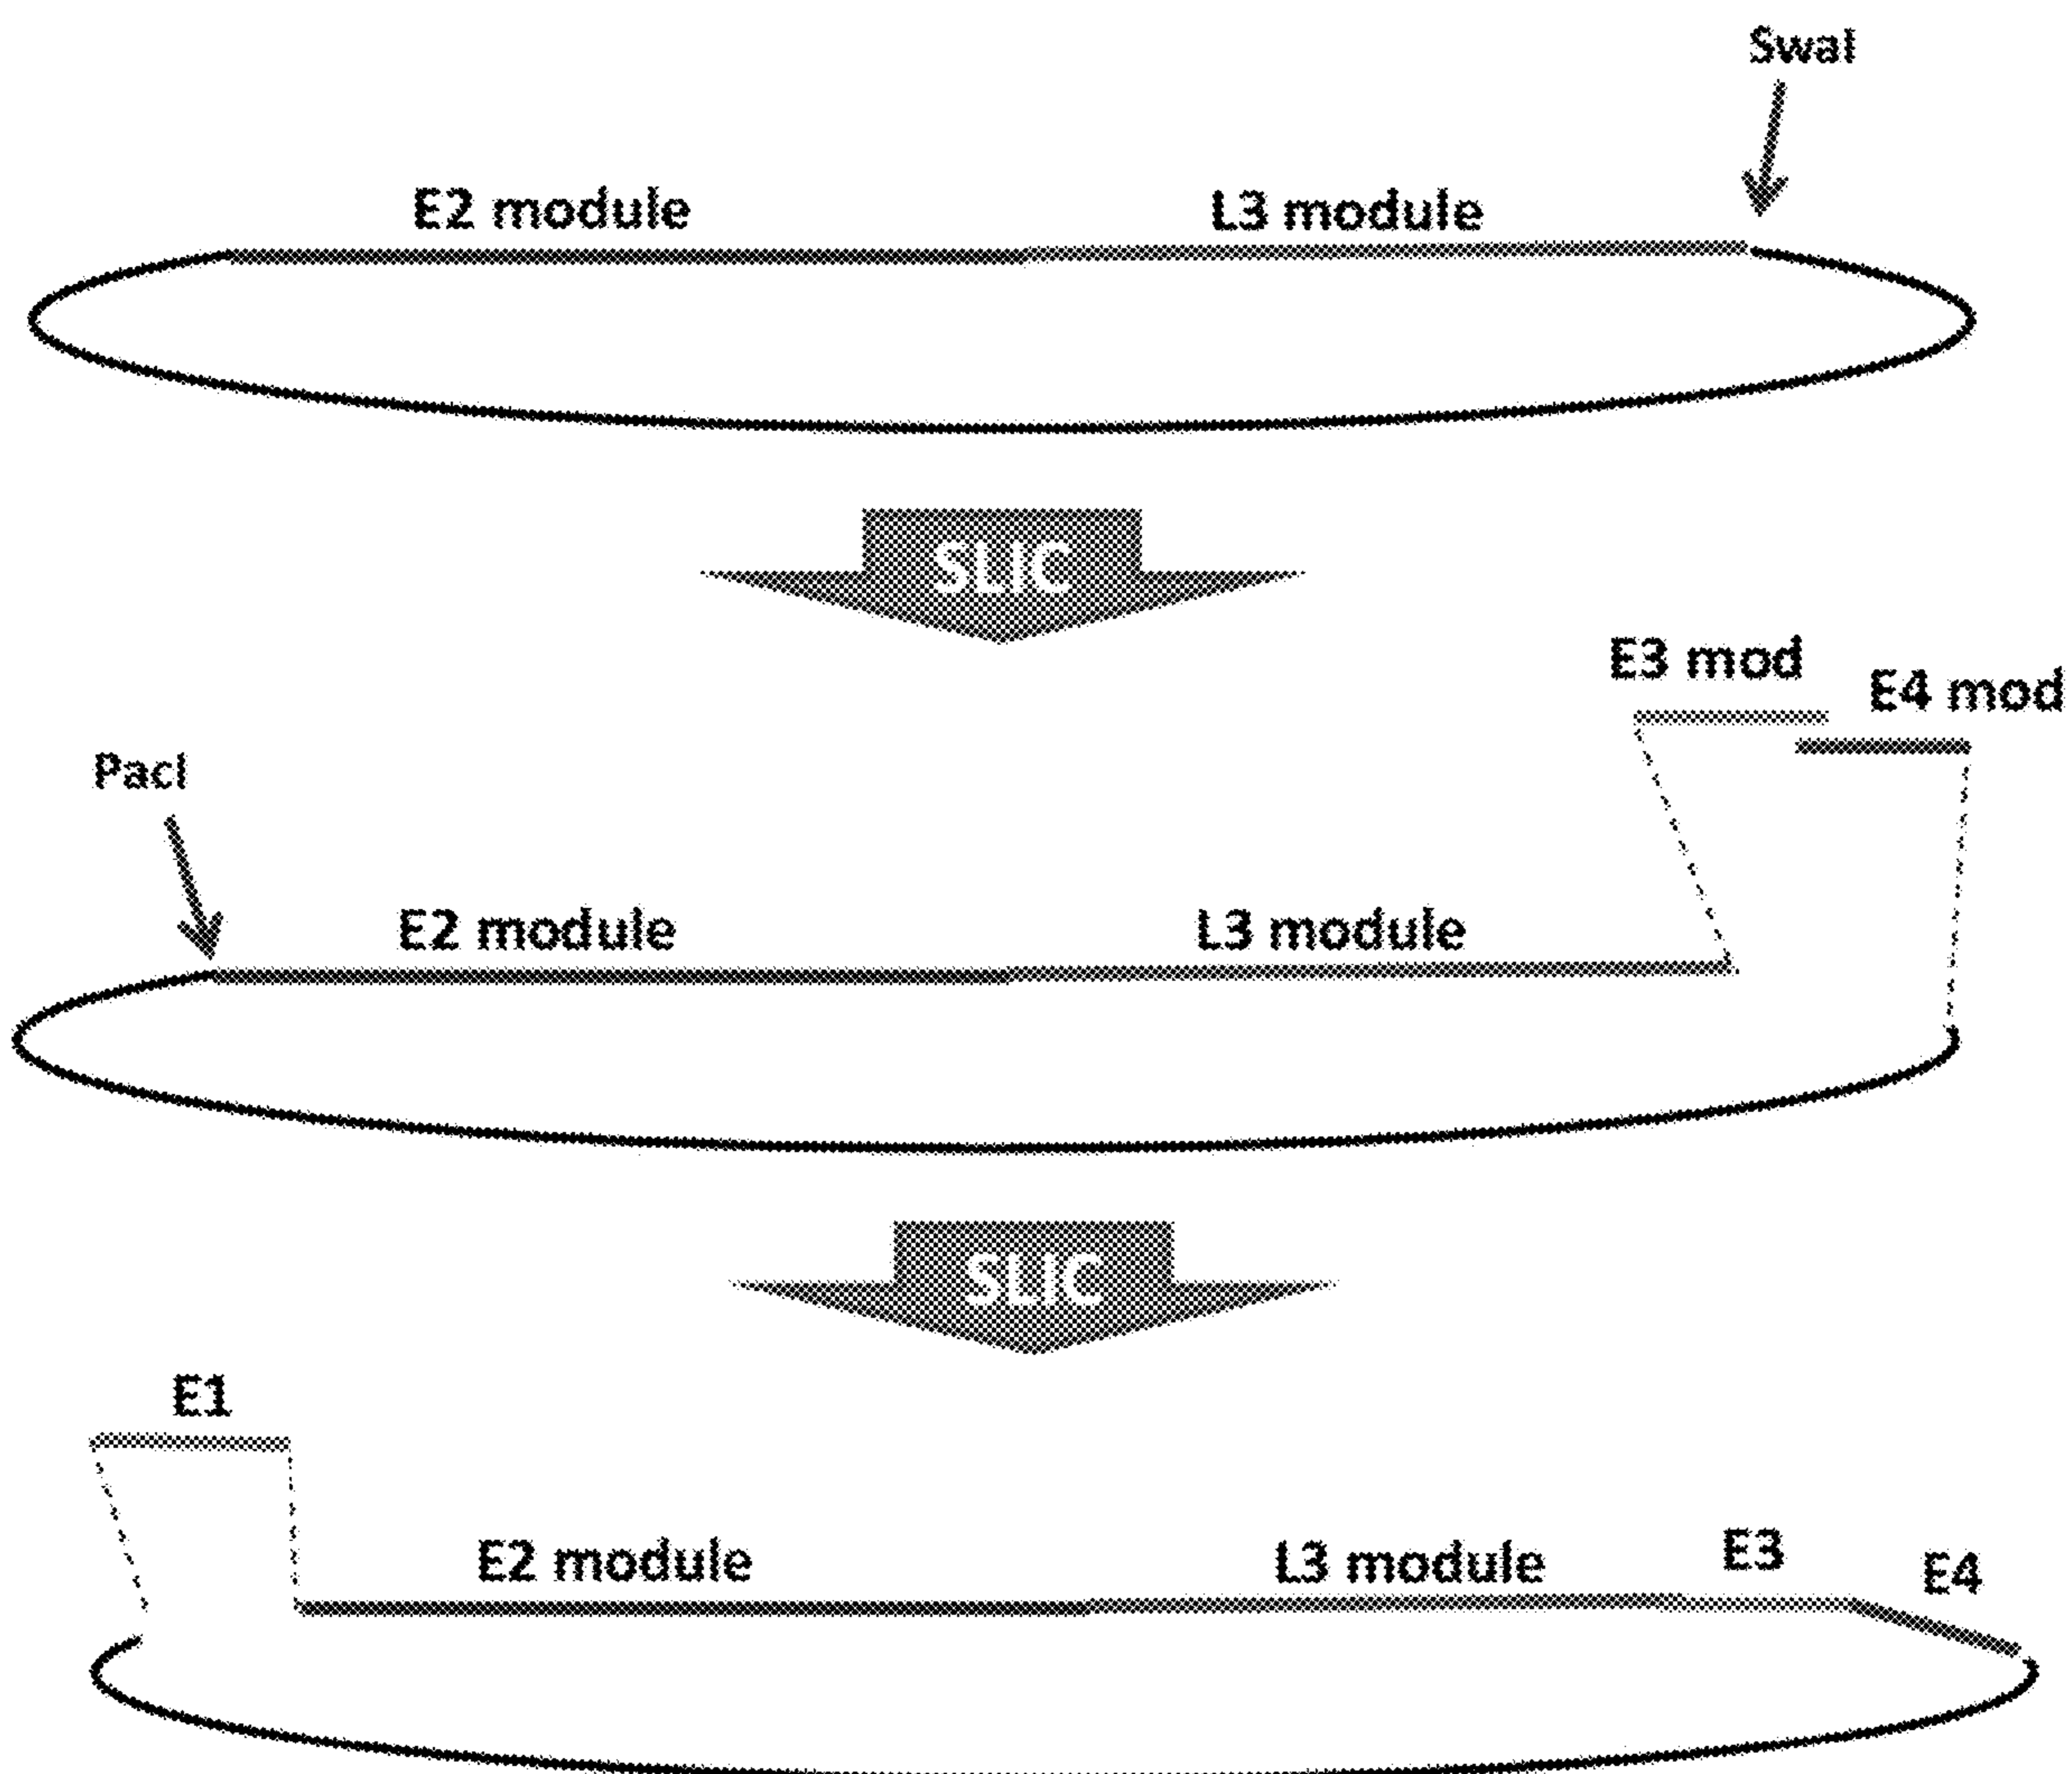 SwaI
E2 module
L3 module
SLIC
E3 mod
E4 mod
PacI
E2 module
L3 module
SLIC
E1
E2 module
L3 module
E3
E4